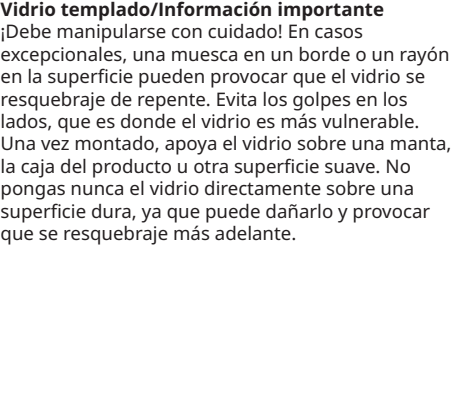 Vidrio templado/Información importante
¡Debe manipularse con cuidado! En casos
excepcionales, una muesca en un borde o un rayón
en la superficie pueden provocar que el vidrio se
resquebraje de repente. Evita los golpes en los
lados, que es donde el vidrio es más vulnerable.
Una vez montado, apoya el vidrio sobre una manta,
la caja del producto u otra superficie suave. No
pongas nunca el vidrio directamente sobre una
superficie dura, ya que puede dañarlo y provocar
que se resquebraje más adelante.